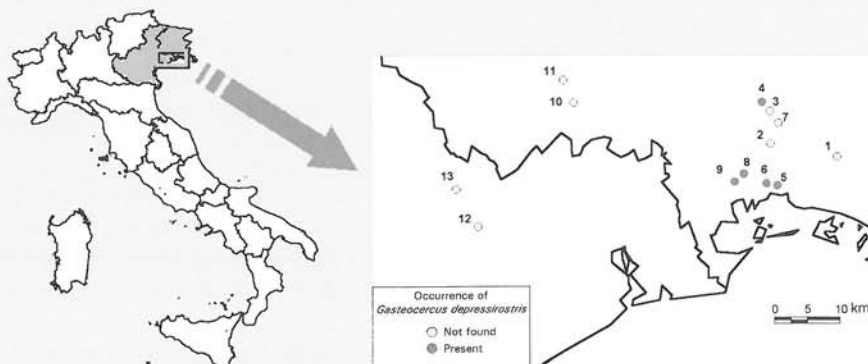 11
10
4
3
7
2
1
13
9
8
6
5
12
Occurrence of
Gasteocercus depressirostris
Not found
Present
0 5 10 km